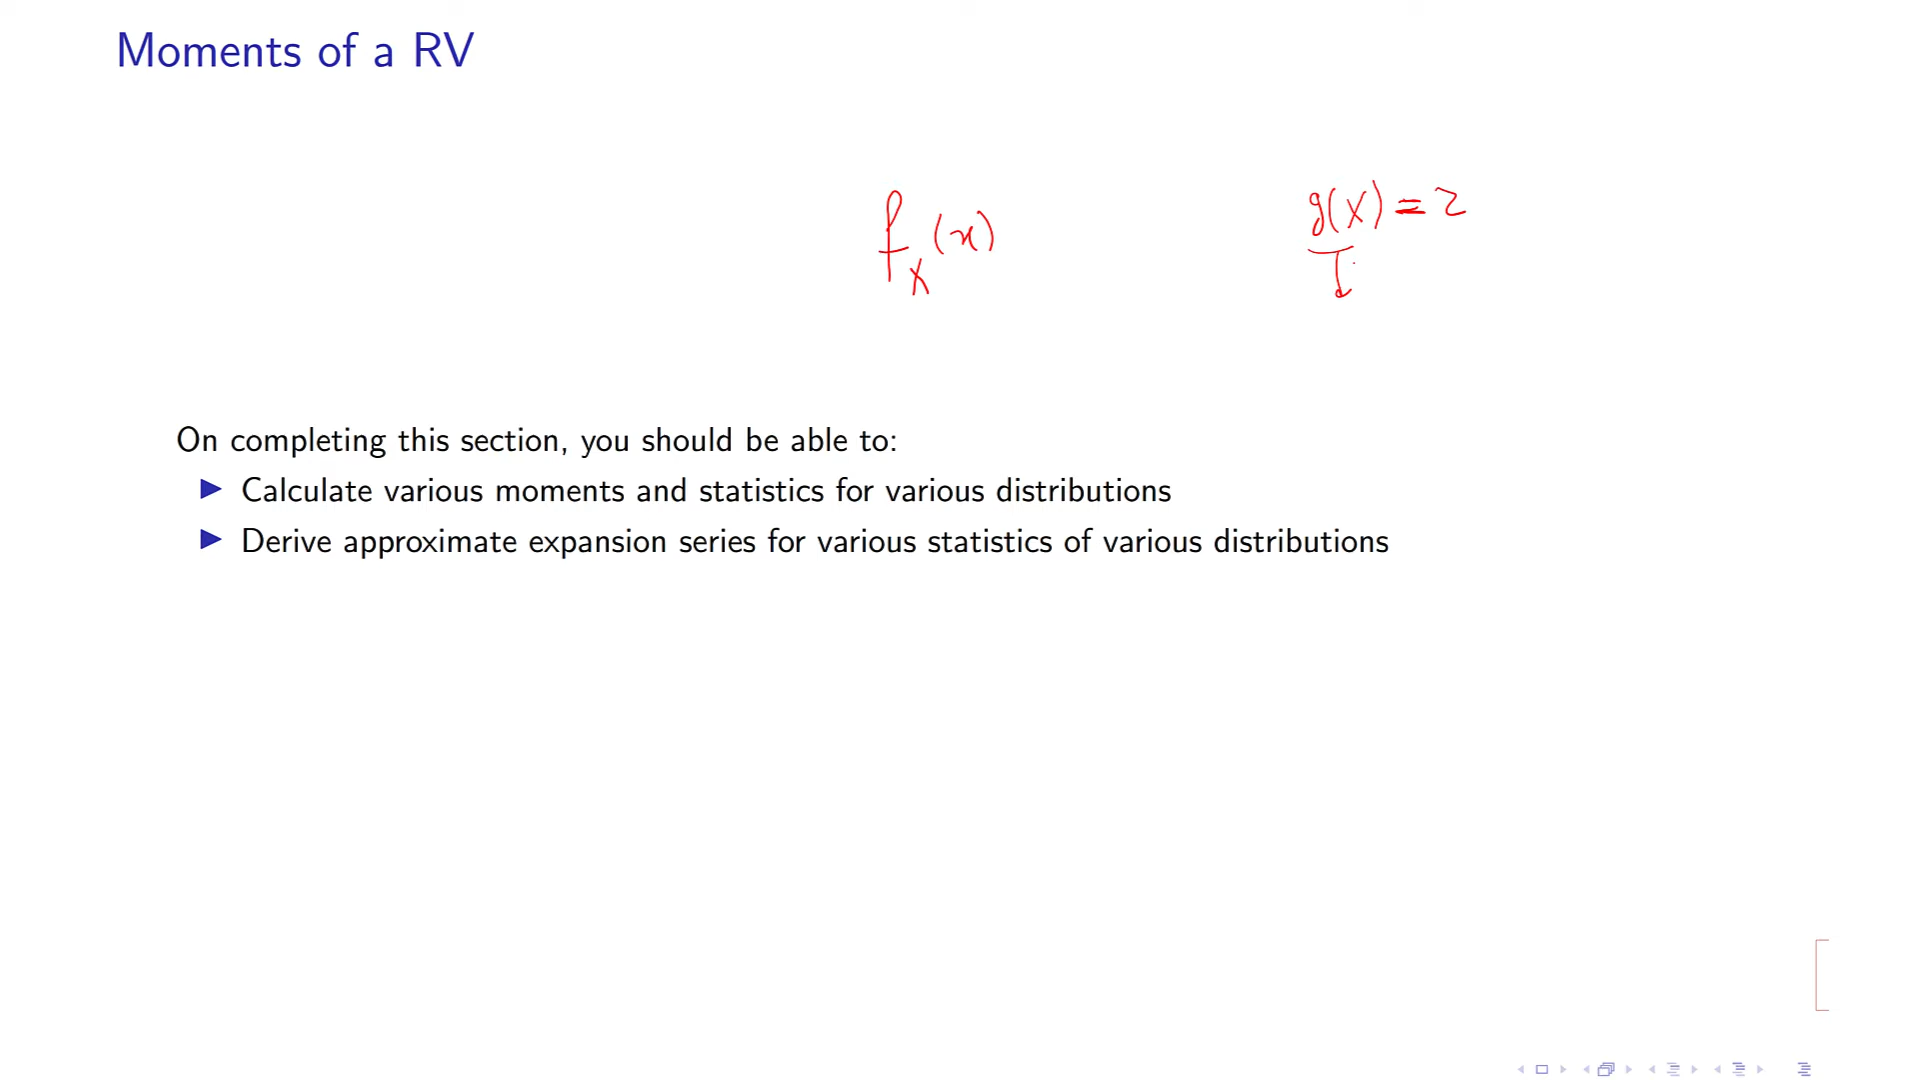 Moments of a RV
f_X(x)
g(X) = 2
On completing this section, you should be able to:
Calculate various moments and statistics for various distributions
Derive approximate expansion series for various statistics of various distributions